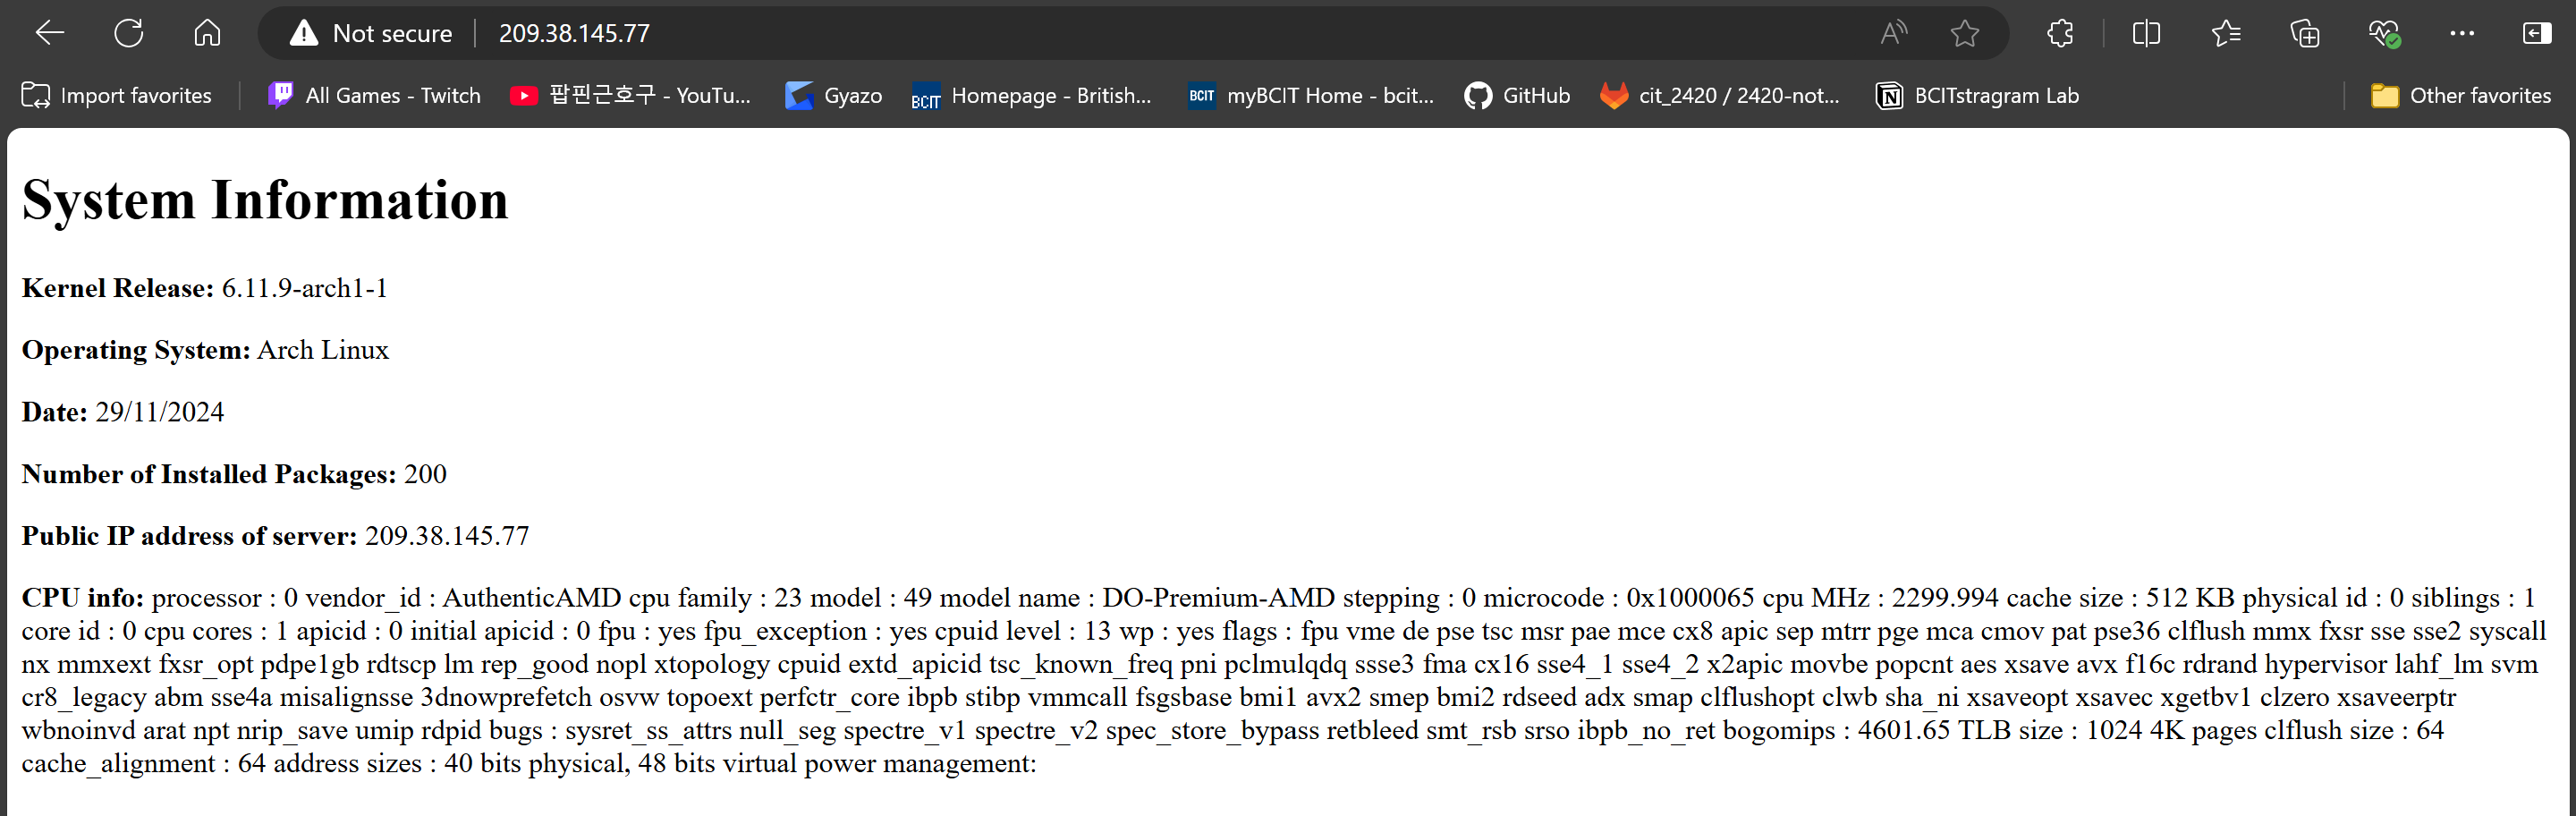 Not secure 209.38.145.77
Import favorites All Games - Twitch 팝핀근호구 - YouTu... Gyazo BCIT Homepage - British... BCIT myBCIT Home - bcit... GitHub cit_2420 / 2420-not... BCITstragram Lab Other favorites
System Information
Kernel Release: 6.11.9-arch1-1
Operating System: Arch Linux
Date: 29/11/2024
Number of Installed Packages: 200
Public IP address of server: 209.38.145.77
CPU info: processor : 0 vendor_id : AuthenticAMD cpu family : 23 model : 49 model name : DO-Premium-AMD stepping : 0 microcode : 0x1000065 cpu MHz : 2299.994 cache size : 512 KB physical id : 0 siblings : 1
core id : 0 cpu cores : 1 apicid : 0 initial apicid : 0 fpu : yes fpu_exception : yes cpuid level : 13 wp : yes flags : fpu vme de pse tsc msr pae mce cx8 apic sep mtrr pge mca cmov pat pse36 clflush mmx fxsr sse sse2 syscall
nx mmxext fxsr_opt pdpe1gb rdtscp lm rep_good nopl xtopology cpuid extd_apicid tsc_known_freq pni pclmulqdq ssse3 fma cx16 sse4_1 sse4_2 x2apic movbe popcnt aes xsave avx f16c rdrand hypervisor lahf_lm svm
cr8_legacy abm sse4a misalignsse 3dnowprefetch osvw topoext perfctr_core ibpb stibp vmmcall fsgsbase bmi1 avx2 smep bmi2 rdseed adx smap clflushopt clwb sha_ni xsaveopt xsavec xgetbv1 clzero xsaveerptr
wbnoinvd arat npt nrip_save umip rdpid bugs : sysret_ss_attrs null_seg spectre_v1 spectre_v2 spec_store_bypass retbleed smt_rsb srso ibpb_no_ret bogomips : 4601.65 TLB size : 1024 4K pages clflush size : 64
cache_alignment : 64 address sizes : 40 bits physical, 48 bits virtual power management: